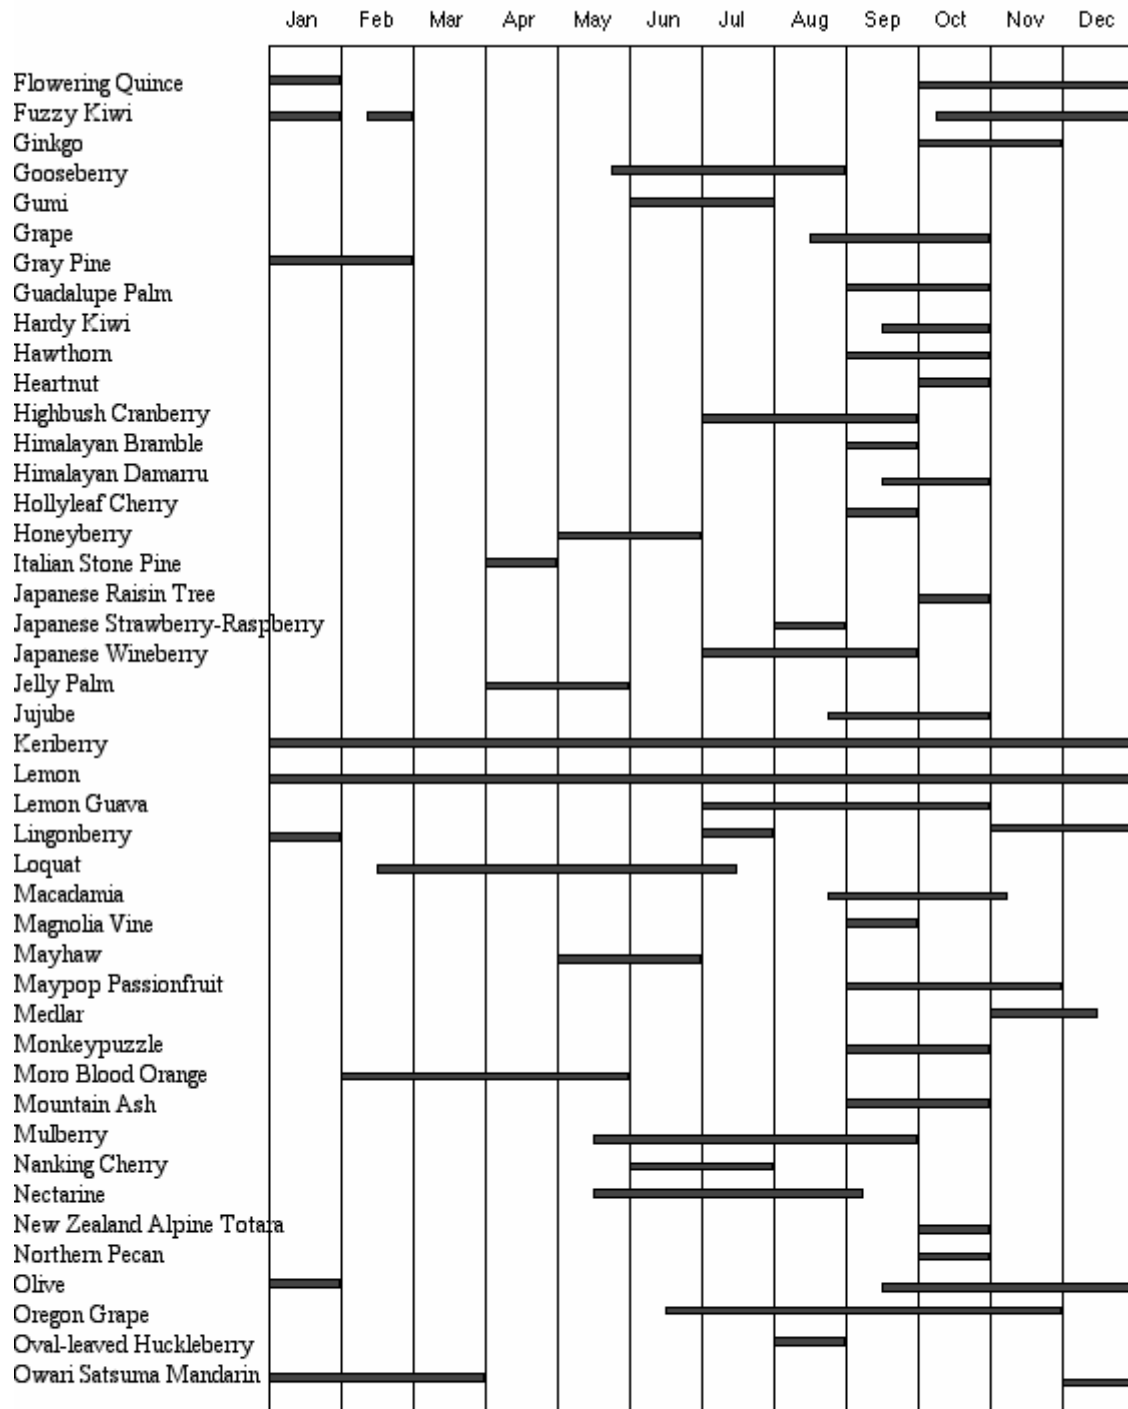 Jan Feb Mar Apr May Jun Jul Aug Sep Oct Nov Dec
Flowering Quince
Fuzzy Kiwi
Ginkgo
Gooseberry
Gumi
Grape
Gray Pine
Guadalupe Palm
Hardy Kiwi
Hawthorn
Heartnut
Highbush Cranberry
Himalayan Bramble
Himalayan Damarru
Hollyleaf Cherry
Honeyberry
Italian Stone Pine
Japanese Raisin Tree
Japanese Strawberry-Raspberry
Japanese Wineberry
Jelly Palm
Jujube
Keriberry
Lemon
Lemon Guava
Lingonberry
Loquat
Macadamia
Magnolia Vine
Mayhaw
Maypop Passionfruit
Medlar
Monkeypuzzle
Moro Blood Orange
Mountain Ash
Mulberry
Nanking Cherry
Nectarine
New Zealand Alpine Totara
Northern Pecan
Olive
Oregon Grape
Oval-leaved Huckleberry
Owari Satsuma Mandarin